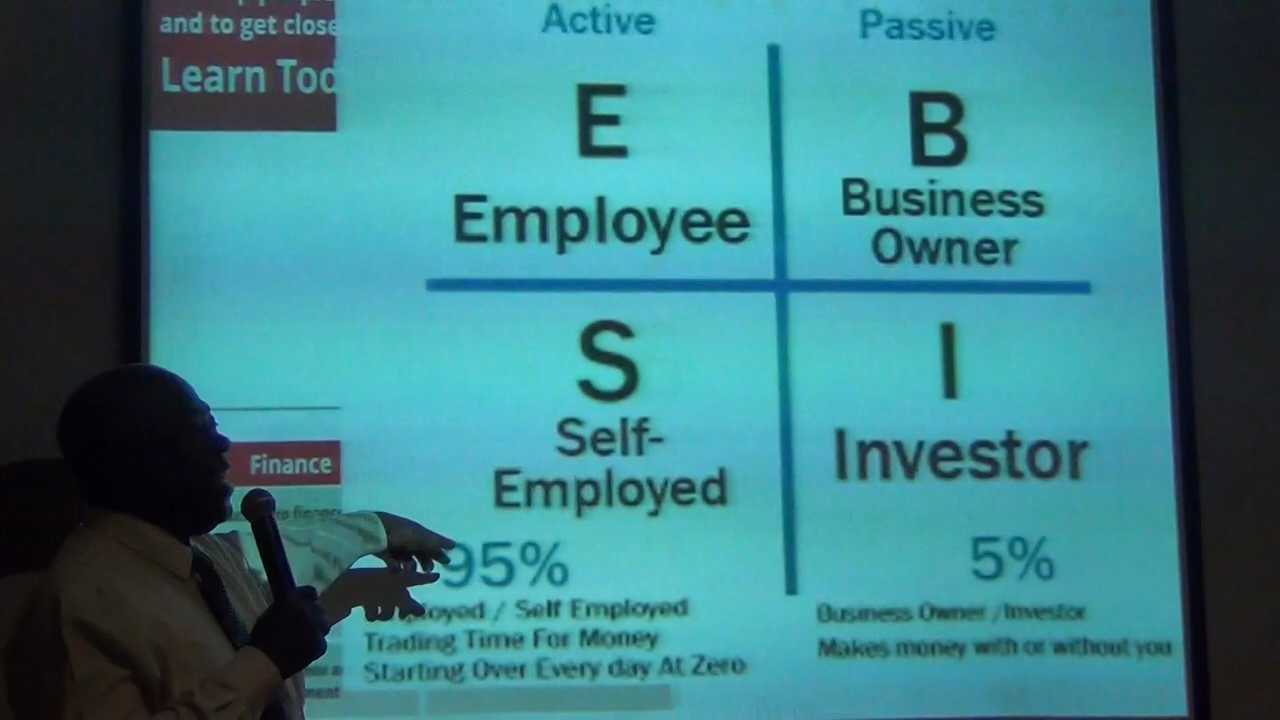 and to get close
Learn Tod
Active
Passive
E
Employee
B
Business
Owner
S
Self-
Employed
I
Investor
Finance
95%
/ Self Employed
Trading Time For Money
Starting Over Every day At Zero
5%
Business Owner / Investor
Makes money with or without you